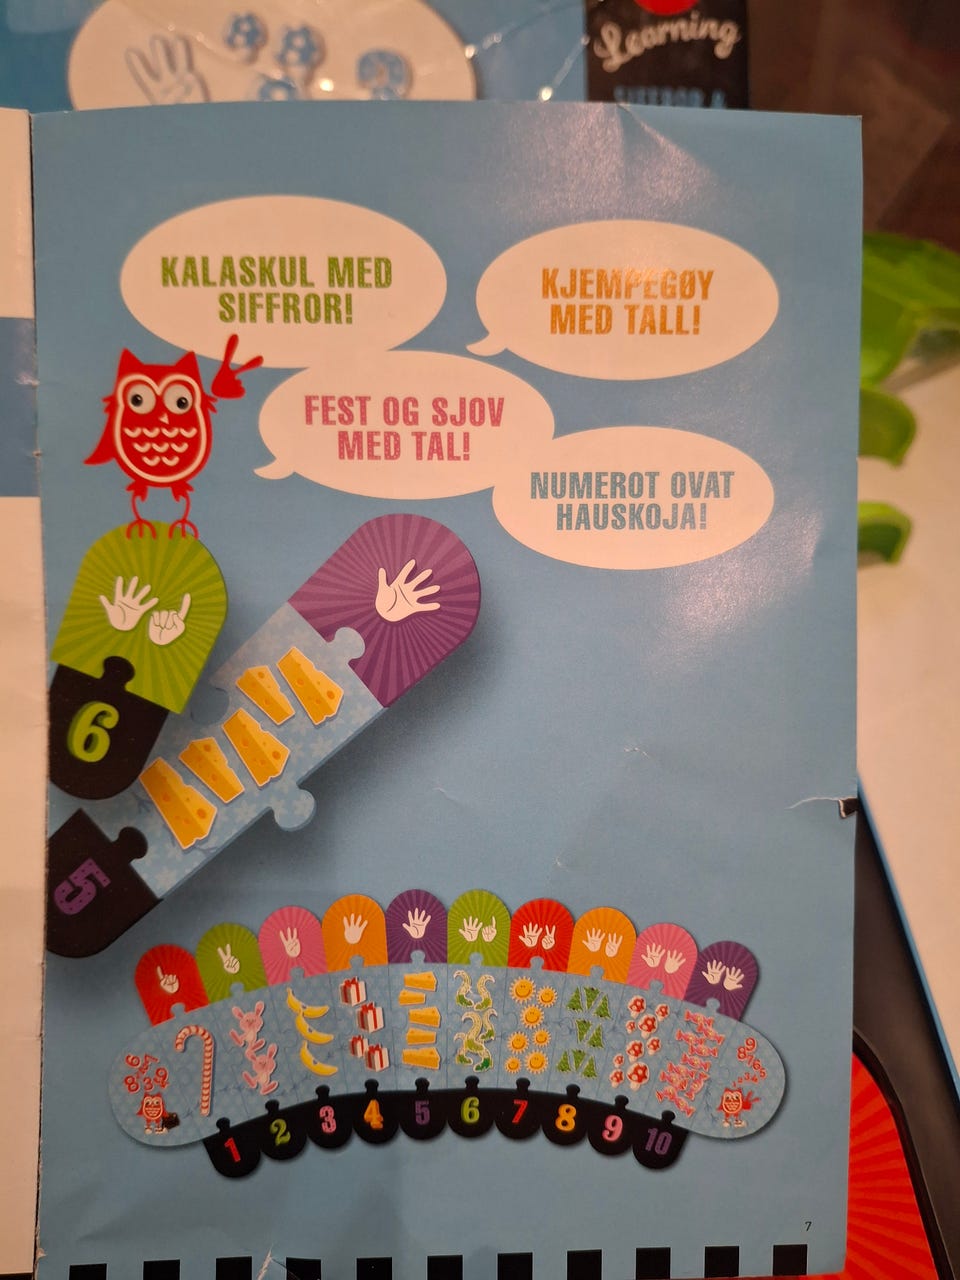 Learning
KALASKUL MED
SIFFROR!
KJEMPEGØY
MED TALL!
FEST OG SJOV
MED TAL!
NUMEROT OVAT
HAUSKOJA!
6
5
1 2 3 4 5 6 7 8 9 10
7